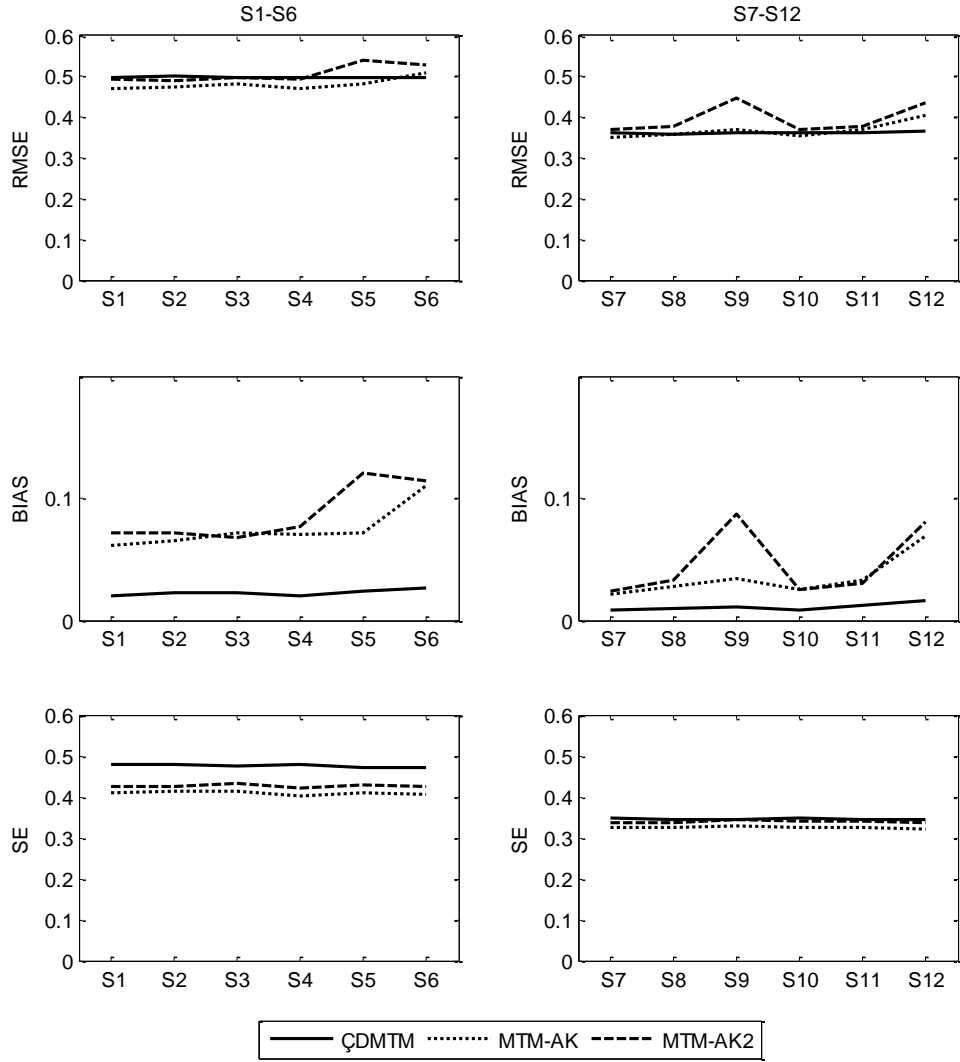 S1-S6
0.6
0.5
0.4
0.3
0.2
0.1
0
RMSE
S1 S2 S3 S4 S5 S6
S7-S12
0.6
0.5
0.4
0.3
0.2
0.1
0
RMSE
S7 S8 S9 S10 S11 S12
0.1
0
BIAS
S1 S2 S3 S4 S5 S6
0.1
0
BIAS
S7 S8 S9 S10 S11 S12
0.6
0.5
0.4
0.3
0.2
0.1
0
SE
S1 S2 S3 S4 S5 S6
0.6
0.5
0.4
0.3
0.2
0.1
0
SE
S7 S8 S9 S10 S11 S12
ÇDMTM MTM-AK MTM-AK2